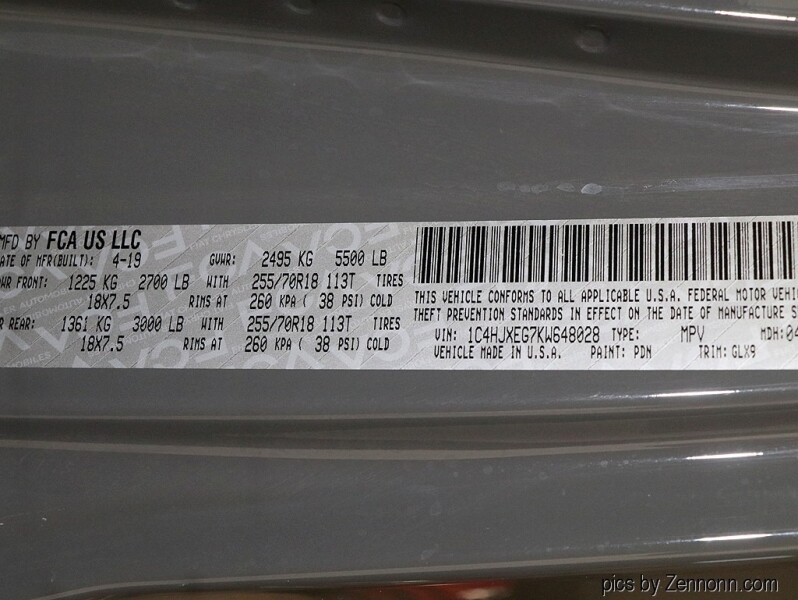 MFD BY FCA US LLC
DATE OF MFR(BUILT): 4-19 GVWR: 2495 KG 5500 LB
FRONT: 1225 KG 2700 LB WITH 255/70R18 113T TIRES
18X7.5 RIMS AT 260 KPA ( 38 PSI) COLD
REAR: 1361 KG 3000 LB WITH 255/70R18 113T TIRES
18X7.5 RIMS AT 260 KPA ( 38 PSI) COLD
THIS VEHICLE CONFORMS TO ALL APPLICABLE U.S.A. FEDERAL MOTOR
THEFT PREVENTION STANDARDS IN EFFECT ON THE DATE OF MANUFACTURE
VIN: 1C4HJXEG7KW648028 TYPE: MPV MDH:04
VEHICLE MADE IN U.S.A. PAINT: PDN TRIM: GLX9
pics by Zennonn.com